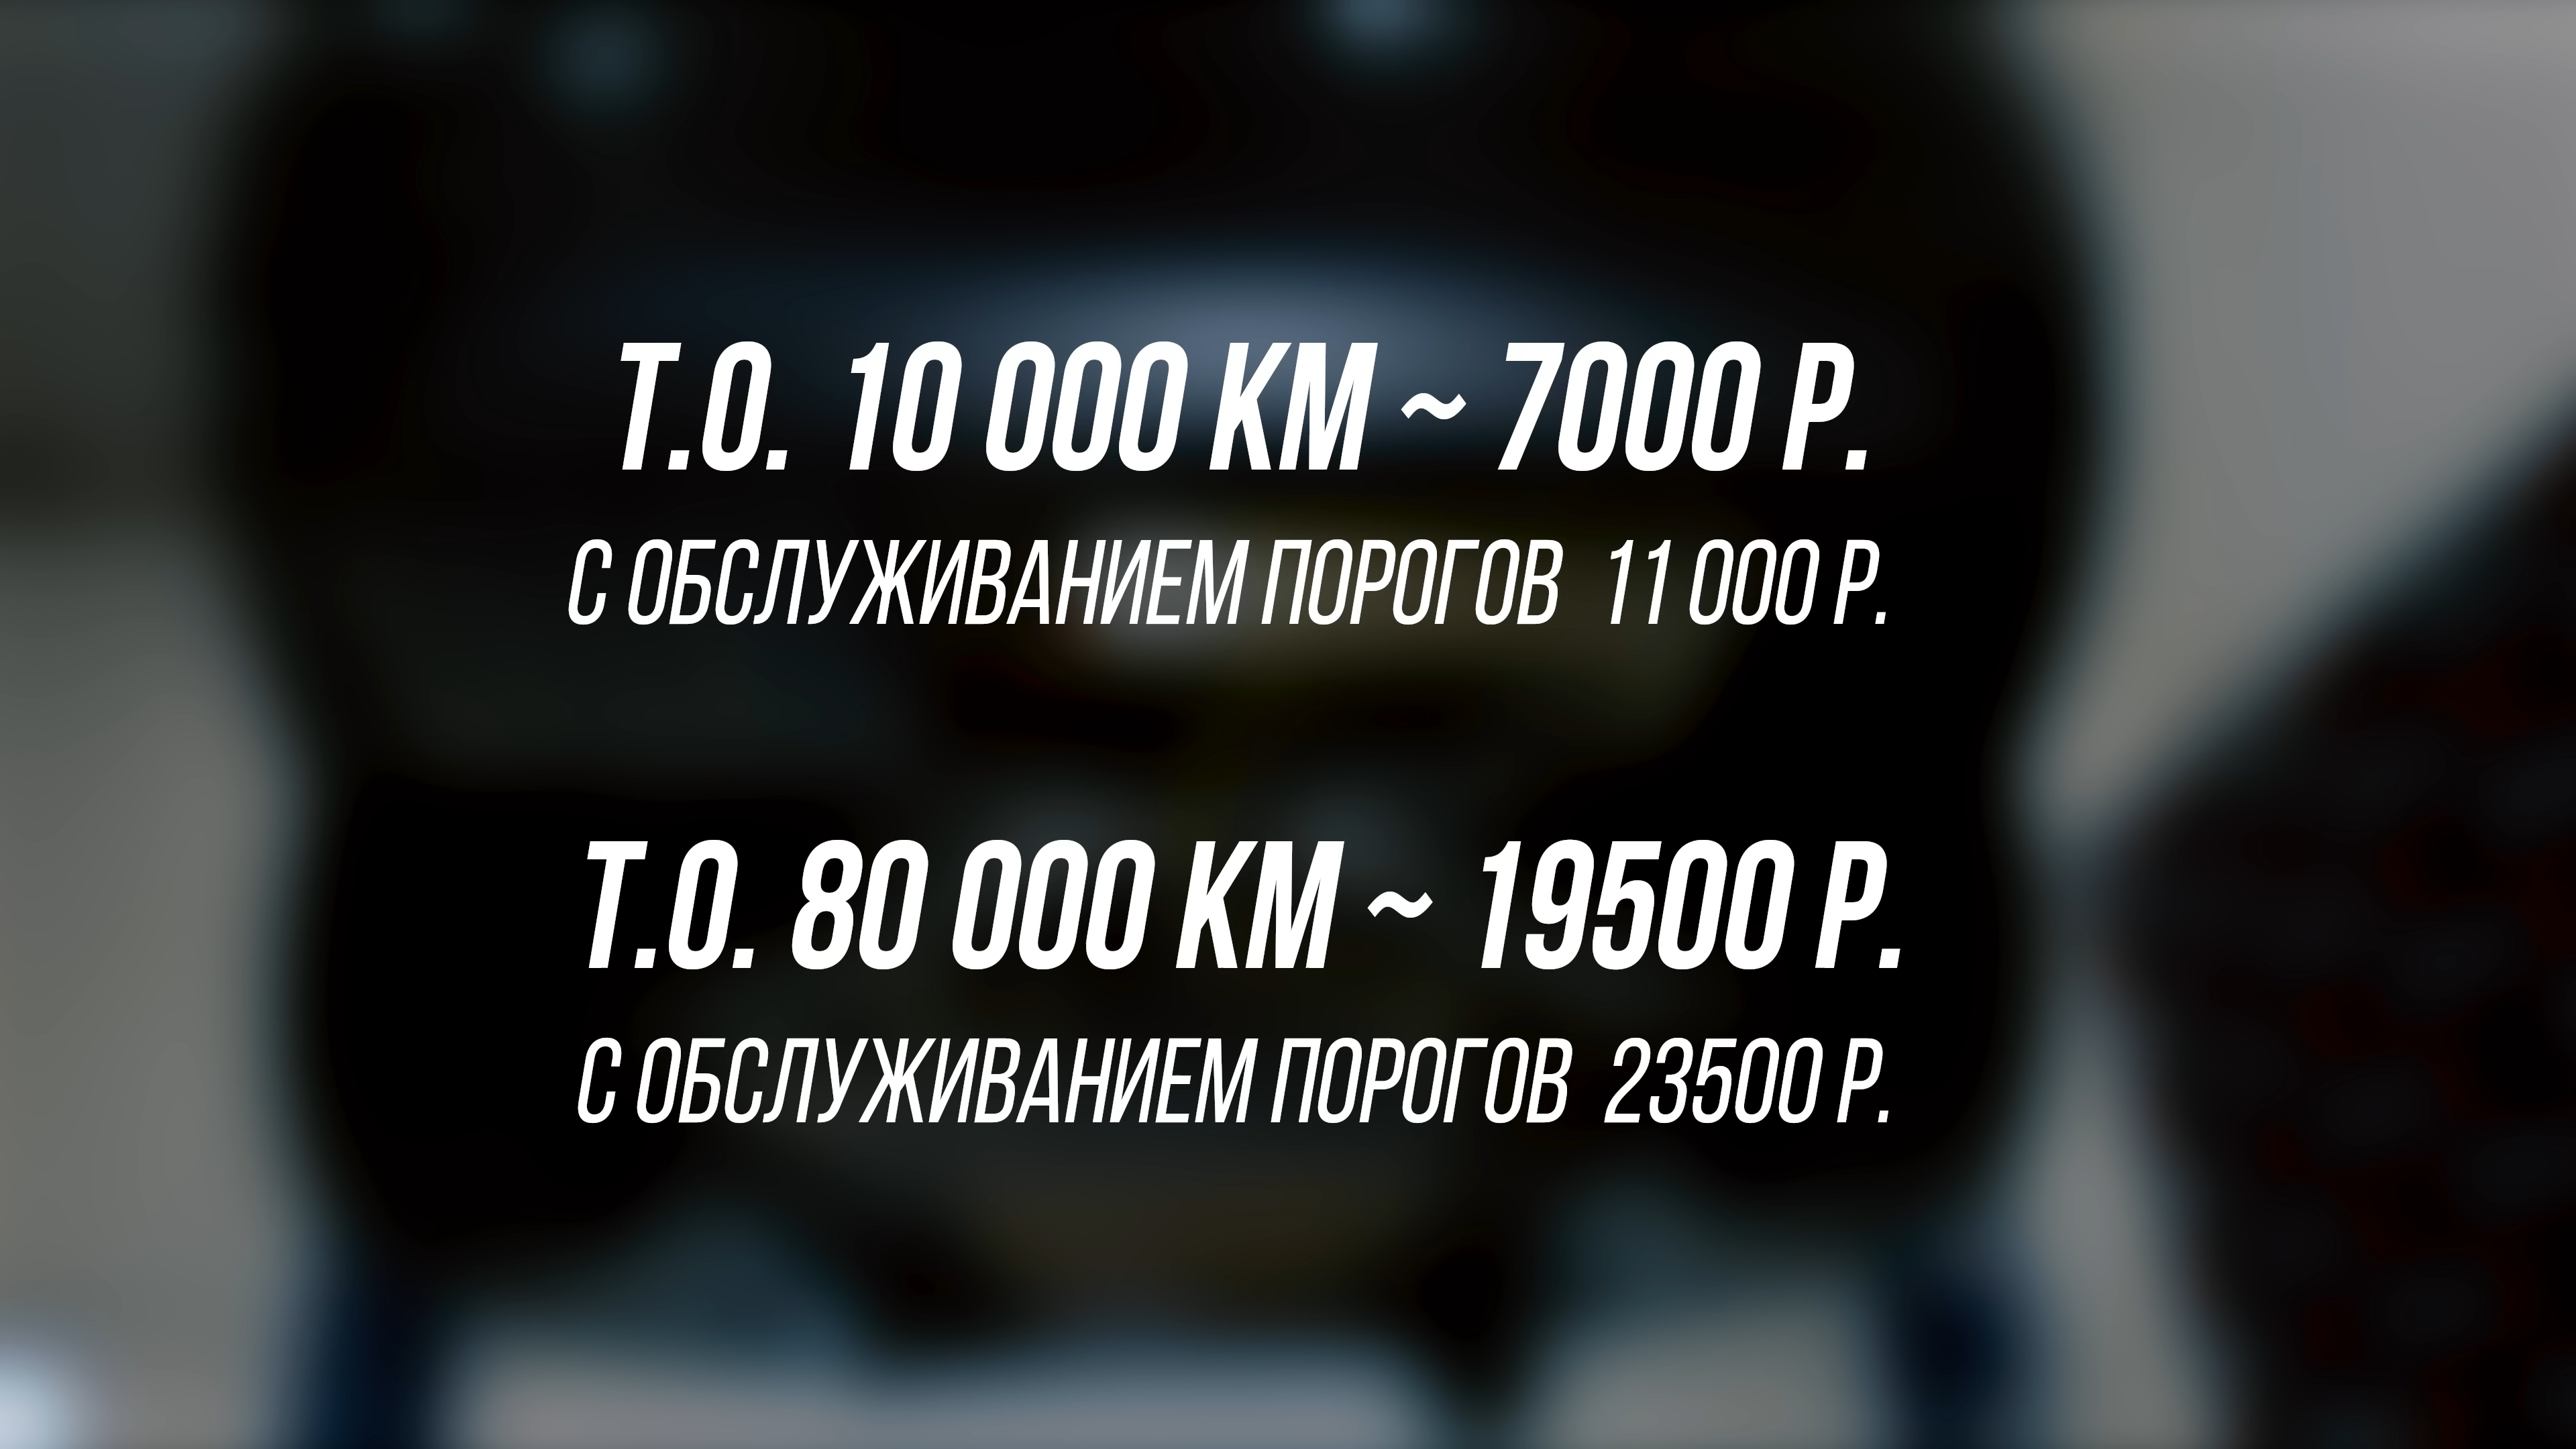 Т.О. 10 000 КМ ~ 7000 Р.
С ОБСЛУЖИВАНИЕМ ПОРОГОВ 11 000 Р.
Т.О. 80 000 КМ ~ 19500 Р.
С ОБСЛУЖИВАНИЕМ ПОРОГОВ 23500 Р.